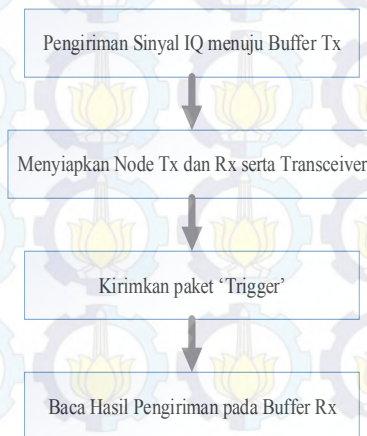 Pengiriman Sinyal IQ menuju Buffer Tx
Menyiapkan Node Tx dan Rx serta Transceiver
Kirimkan paket ‘Trigger’
Baca Hasil Pengiriman pada Buffer Rx